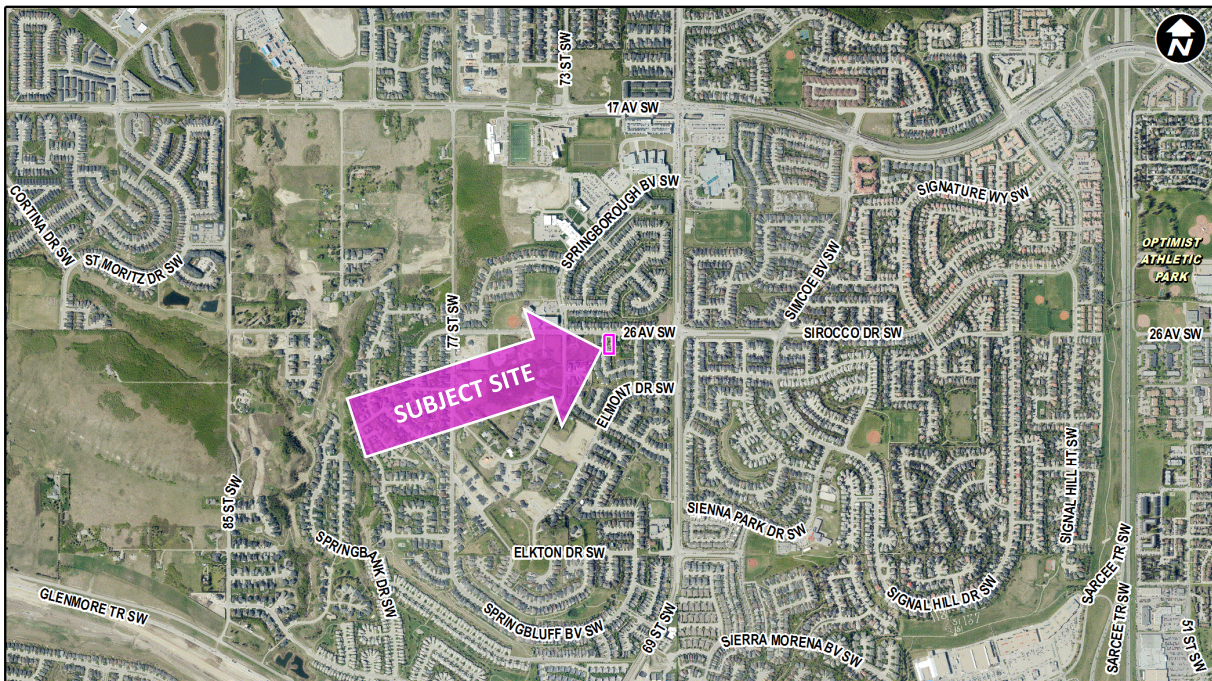 N
73 ST SW
17 AV SW
SPRINGBOROUGH BV SW
SIGNATURE WY SW
CORTINA DR SW
ST MORITZ DR SW
SIMCOE BV SW
OPTIMIST
ATHLETIC
PARK
77 ST SW
26 AV SW
SIROCCO DR SW
26 AV SW
SUBJECT SITE
ELMONT DR SW
85 ST SW
SIGNAL HILL HT SW
SIENNA PARK DR SW
SPRINGBANK DR SW
ELKTON DR SW
GLENMORE TR SW
SPRINGBLUFF BV SW
69 ST SW
SIERRA MORENA BV SW
SIGNAL HILL DR SW
SARCEE TR SW
SARCEE TR SW
51 ST SW